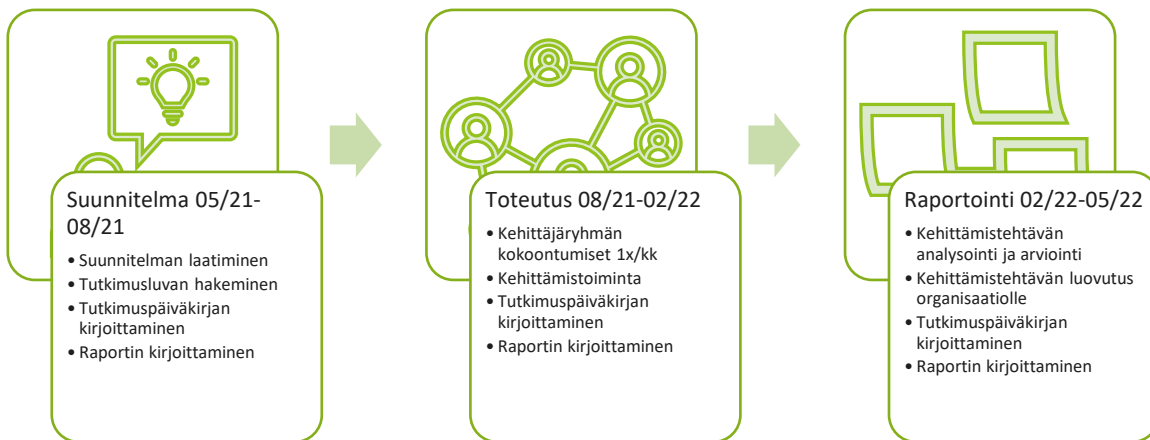 Suunnitelma 05/21-
08/21
• Suunnitelman laatiminen
• Tutkimusluvan hakeminen
• Tutkimuspäiväkirjan
kirjoittaminen
• Raportin kirjoittaminen
Toteutus 08/21-02/22
• Kehittäjäryhmän
kokoontumiset 1x/kk
• Kehittämistoiminta
• Tutkimuspäiväkirjan
kirjoittaminen
• Raportin kirjoittaminen
Raportointi 02/22-05/22
• Kehittämistehtävän
analysointi ja arviointi
• Kehittämistehtävän luovutus
organisaatiolle
• Tutkimuspäiväkirjan
kirjoittaminen
• Raportin kirjoittaminen